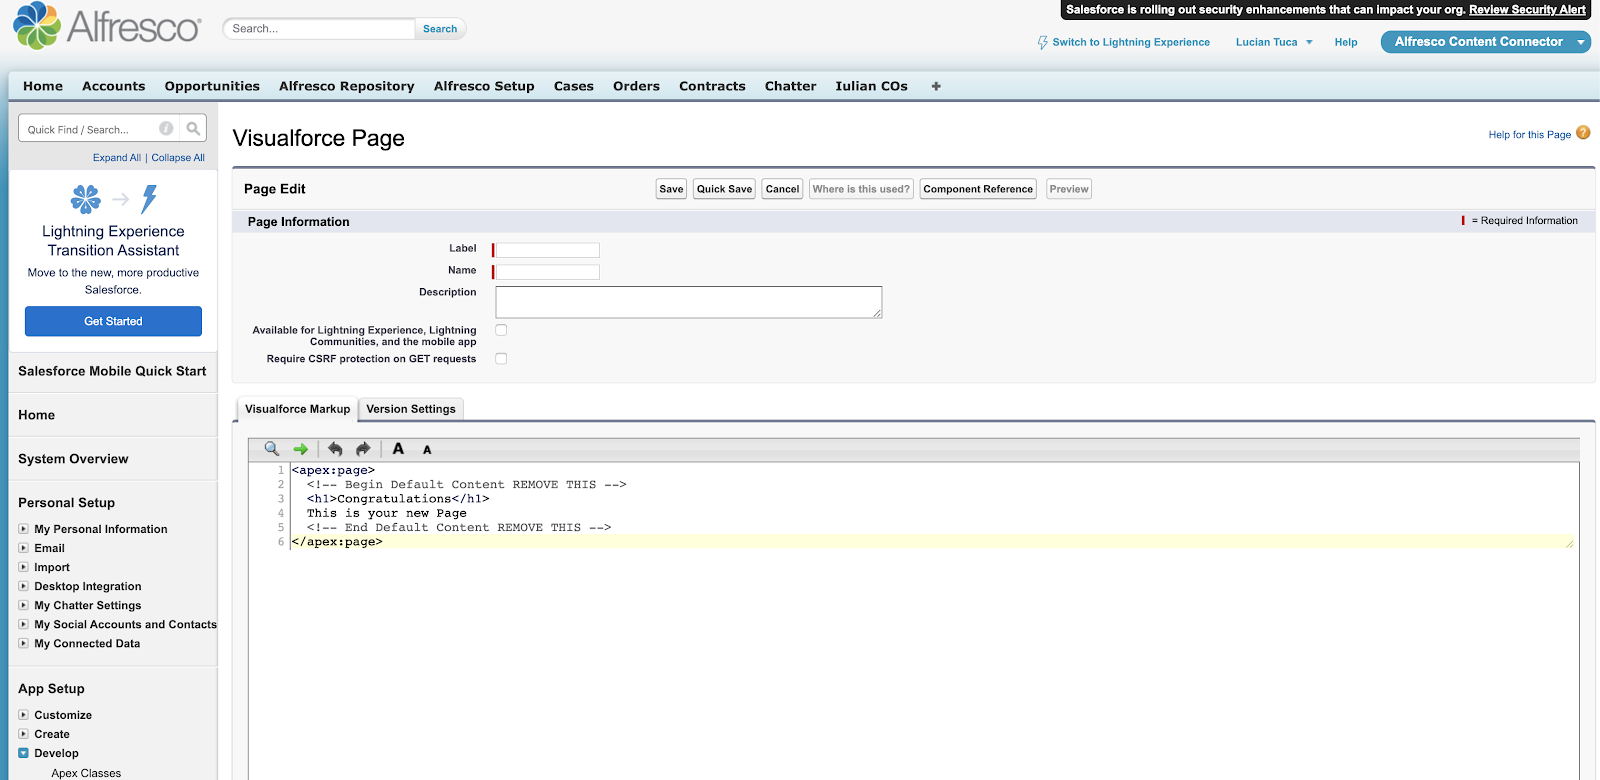 Salesforce is rolling out security enhancements that can impact your org. Review Security Alert
Alfresco
Search...
Search
Switch to Lightning Experience
Lucian Tuca
Help
Alfresco Content Connector
Home Accounts Opportunities Alfresco Repository Alfresco Setup Cases Orders Contracts Chatter Iulian COs +
Quick Find / Search...
Expand All | Collapse All
Lightning Experience
Transition Assistant
Move to the new, more productive
Salesforce.
Get Started
Salesforce Mobile Quick Start
Home
System Overview
Personal Setup
My Personal Information
Email
Import
Desktop Integration
My Chatter Settings
My Social Accounts and Contacts
My Connected Data
App Setup
Customize
Create
Develop
Apex Classes
Visualforce Page
Help for this Page ?
Page Edit
Save Quick Save Cancel Where is this used? Component Reference Preview
Page Information
= Required Information
Label
Name
Description
Available for Lightning Experience, Lightning
Communities, and the mobile app
Require CSRF protection on GET requests
Visualforce Markup Version Settings
A A
1 <apex:page>
2 <!-- Begin Default Content REMOVE THIS -->
3 <h1>Congratulations</h1>
4 This is your new Page
5 <!-- End Default Content REMOVE THIS -->
6 </apex:page>